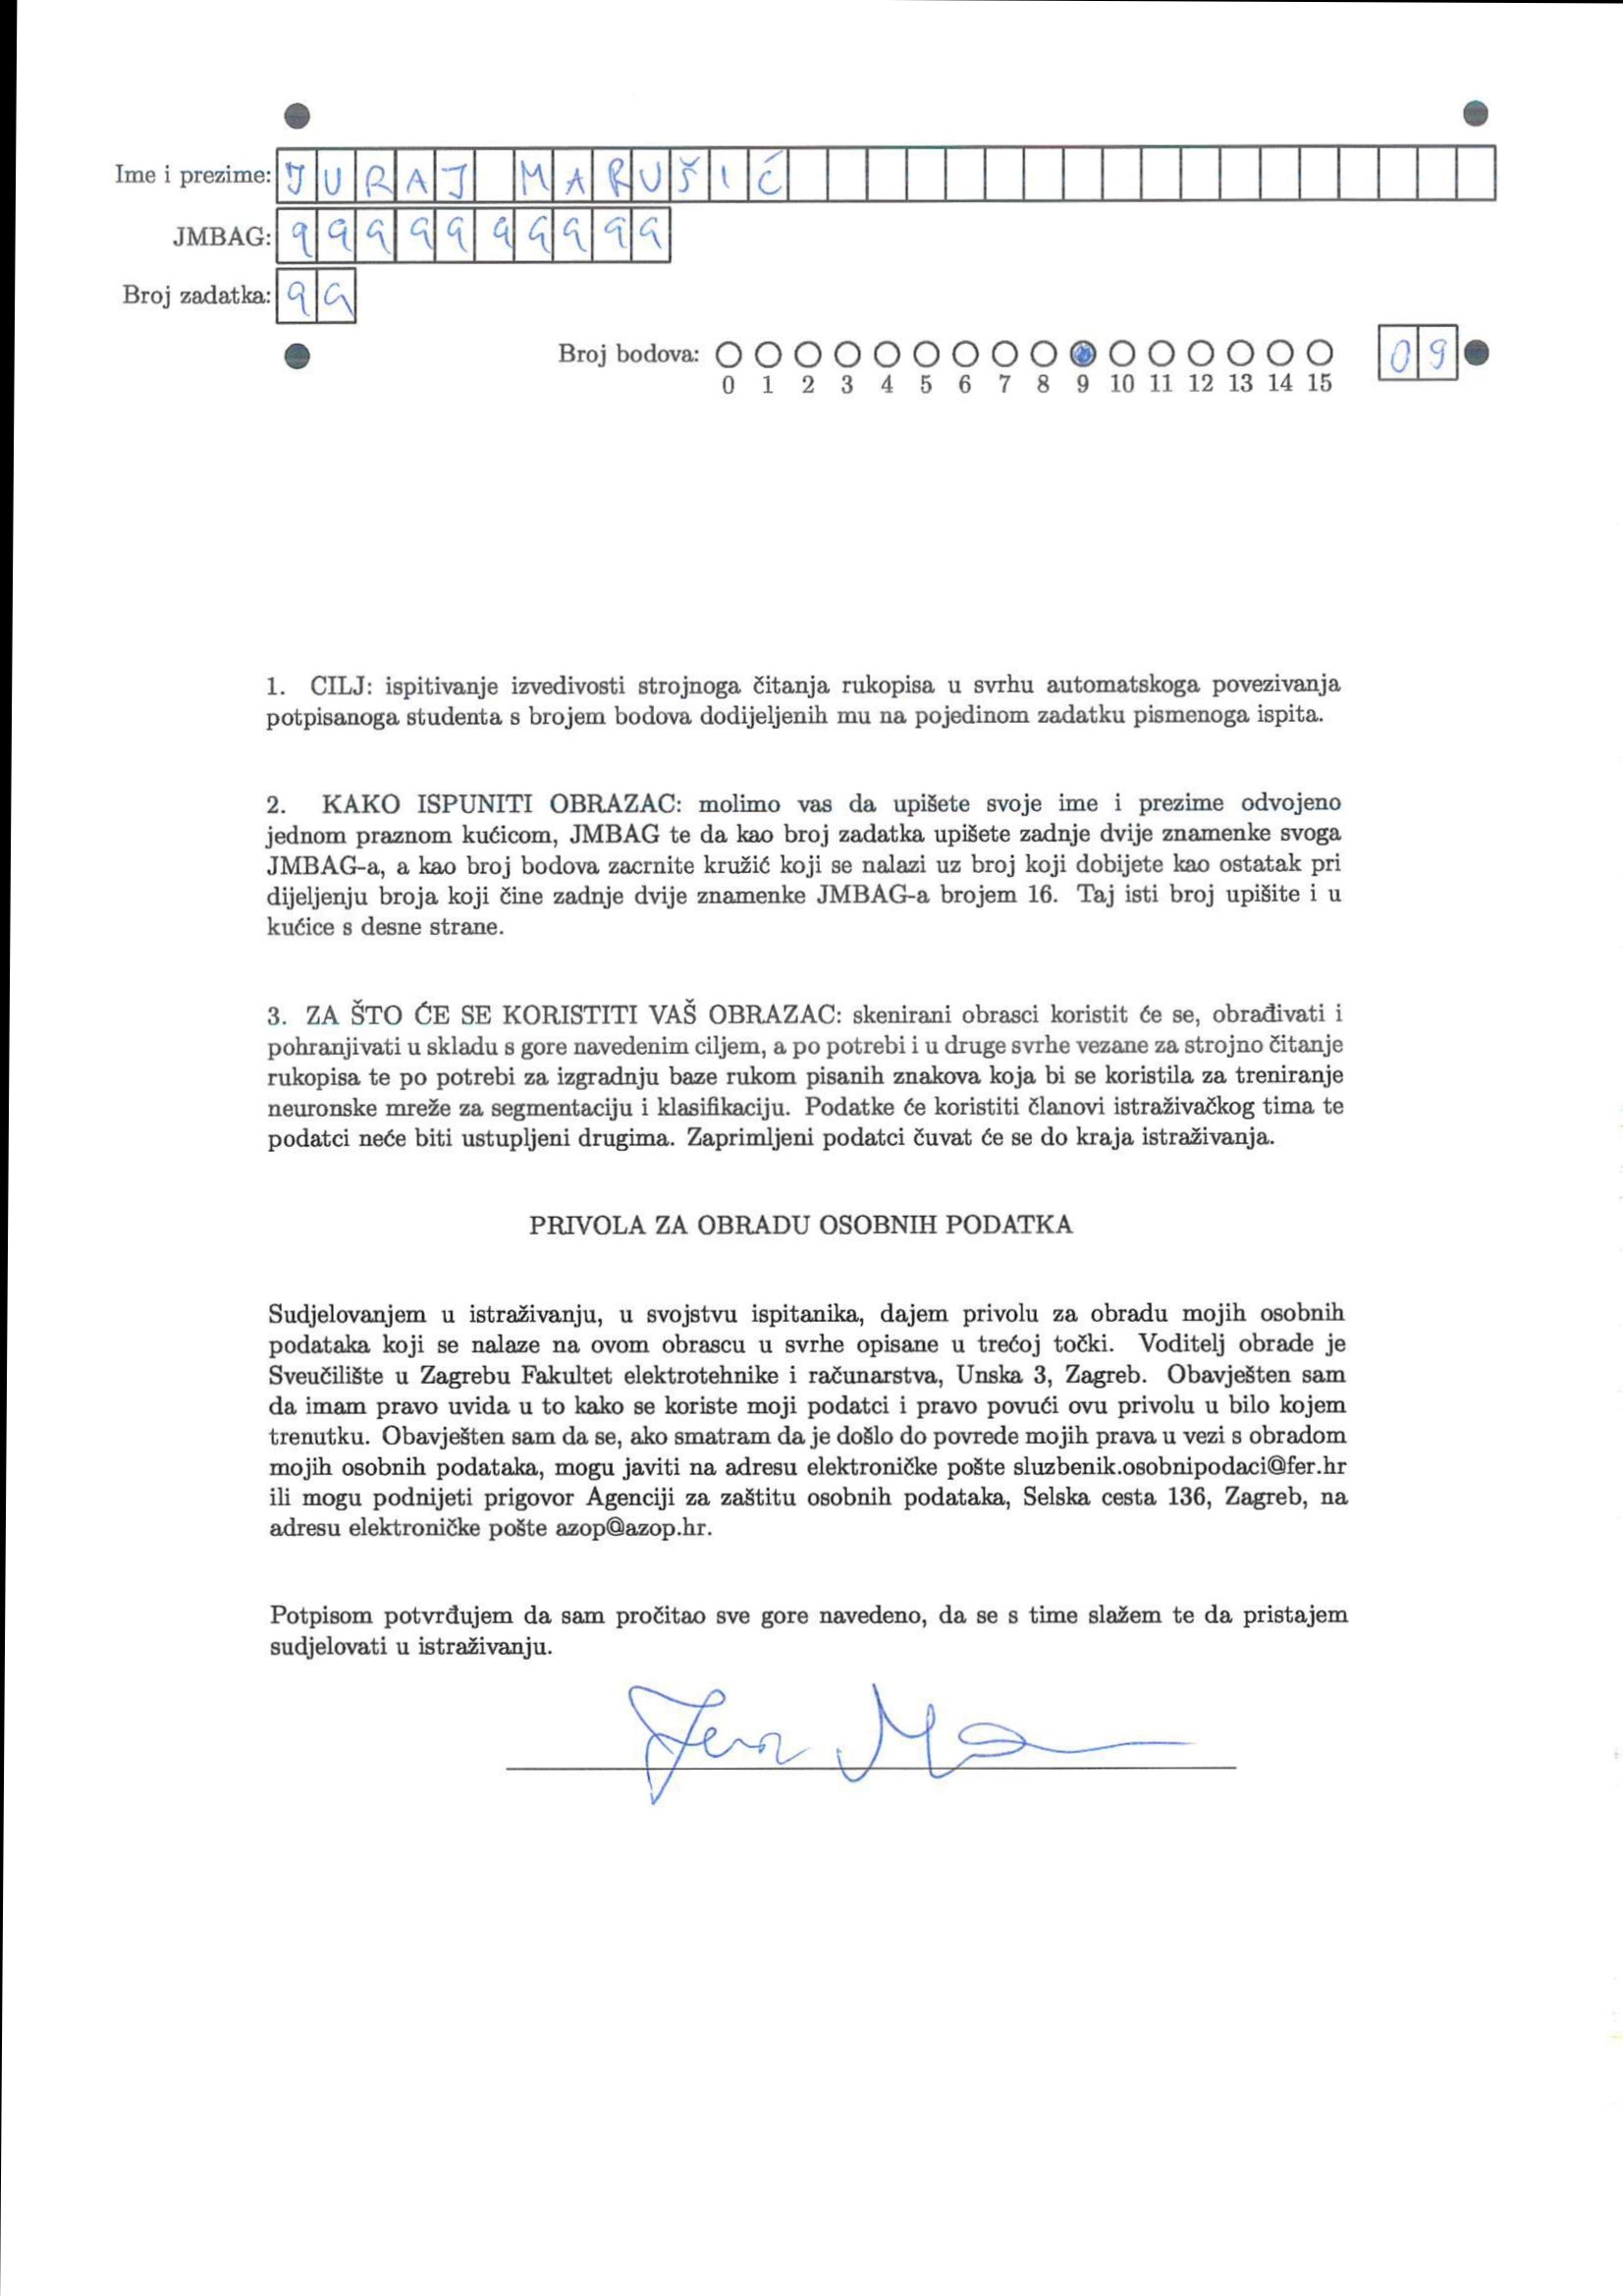 Ime i prezime: JURAJ MARUŠIĆ
JMBAG: 9999999999
Broj zadatka: 99
Broj bodova: 09
0 1 2 3 4 5 6 7 8 9 10 11 12 13 14 15
1. CILJ: ispitivanje izvedivosti strojnoga čitanja rukopisa u svrhu automatskoga povezivanja
potpisanoga studenta s brojem bodova dodijeljenih mu na pojedinom zadatku pismenoga ispita.
2. KAKO ISPUNITI OBRAZAC: molimo vas da upišete svoje ime i prezime odvojeno
jednom praznom kućicom, JMBAG te da kao broj zadatka upišete zadnje dvije znamenke svoga
JMBAG-a, a kao broj bodova zacrnite kružić koji se nalazi uz broj koji dobijete kao ostatak pri
dijeljenju broja koji čine zadnje dvije znamenke JMBAG-a brojem 16. Taj isti broj upišite i u
kućice s desne strane.
3. ZA ŠTO ĆE SE KORISTITI VAŠ OBRAZAC: skenirani obrasci koristit će se, obrađivati i
pohranjivati u skladu s gore navedenim ciljem, a po potrebi i u druge svrhe vezane za strojno čitanje
rukopisa te po potrebi za izgradnju baze rukom pisanih znakova koja bi se koristila za treniranje
neuronske mreže za segmentaciju i klasifikaciju. Podatke će koristiti članovi istraživačkog tima te
podatci neće biti ustupljeni drugima. Zaprimljeni podatci čuvat će se do kraja istraživanja.
PRIVOLA ZA OBRADU OSOBNIH PODATKA
Sudjelovanjem u istraživanju, u svojstvu ispitanika, dajem privolu za obradu mojih osobnih
podataka koji se nalaze na ovom obrascu u svrhe opisane u trećoj točki. Voditelj obrade je
Sveučilište u Zagrebu Fakultet elektrotehnike i računarstva, Unska 3, Zagreb. Obavješten sam
da imam pravo uvida u to kako se koriste moji podatci i pravo povući ovu privolu u bilo kojem
trenutku. Obavješten sam da se, ako smatram da je došlo do povrede mojih prava u vezi s obradom
mojih osobnih podataka, mogu javiti na adresu elektroničke pošte sluzbenik.osobnipodaci@fer.hr
ili mogu podnijeti prigovor Agenciji za zaštitu osobnih podataka, Selska cesta 136, Zagreb, na
adresu elektroničke pošte azop@azop.hr.
Potpisom potvrđujem da sam pročitao sve gore navedeno, da se s time slažem te da pristajem
sudjelovati u istraživanju.